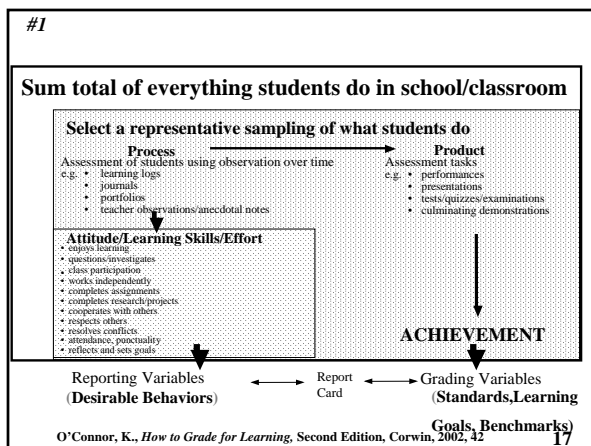 #1
Sum total of everything students do in school/classroom
Select a representative sampling of what students do
Process
Assessment of students using observation over time
e.g. • learning logs
• journals
• portfolios
• teacher observations/anecdotal notes
Product
Assessment tasks
e.g. • performances
• presentations
• tests/quizzes/examinations
• culminating demonstrations
Attitude/Learning Skills/Effort
• enjoys learning
• questions/investigates
• class participation
• works independently
• completes assignments
• completes research/projects
• cooperates with others
• respects others
• resolves conflicts
• attendance, punctuality
• reflects and sets goals
ACHIEVEMENT
Reporting Variables
(Desirable Behaviors)
Report
Card
Grading Variables
(Standards,Learning
Goals, Benchmarks)
O'Connor, K., How to Grade for Learning, Second Edition, Corwin, 2002, 42
17